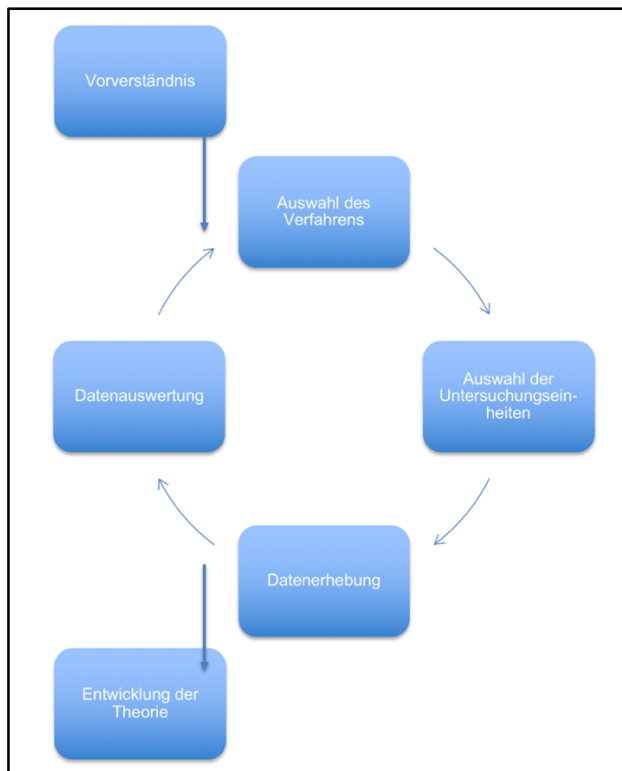 Vorverständnis
Auswahl des
Verfahrens
Auswahl der
Untersuchungsein-
heiten
Datenerhebung
Datenauswertung
Entwicklung der
Theorie